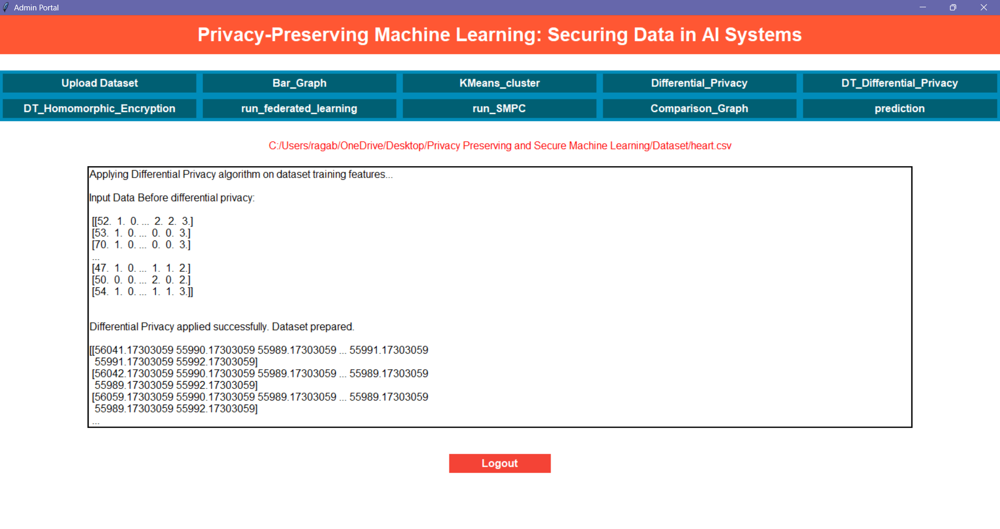 Admin Portal
Privacy-Preserving Machine Learning: Securing Data in AI Systems
Upload Dataset Bar_Graph KMeans_cluster Differential_Privacy DT_Differential_Privacy
DT_Homomorphic_Encryption run_federated_learning run_SMPC Comparison_Graph prediction
C:/Users/ragab/OneDrive/Desktop/Privacy Preserving and Secure Machine Learning/Dataset/heart.csv
Applying Differential Privacy algorithm on dataset training features...
Input Data Before differential privacy:
[[52. 1. 0. ... 2. 2. 3.]
[53. 1. 0. ... 0. 0. 3.]
[70. 1. 0. ... 0. 0. 3.]
...
[47. 1. 0. ... 1. 1. 2.]
[50. 0. 0. ... 2. 0. 2.]
[54. 1. 0. ... 1. 1. 3.]]
Differential Privacy applied successfully. Dataset prepared.
[[56041.17303059 55990.17303059 55989.17303059 ... 55991.17303059
55991.17303059 55992.17303059]
[56042.17303059 55990.17303059 55989.17303059 ... 55989.17303059
55989.17303059 55992.17303059]
[56059.17303059 55990.17303059 55989.17303059 ... 55989.17303059
55989.17303059 55992.17303059]
...
Logout